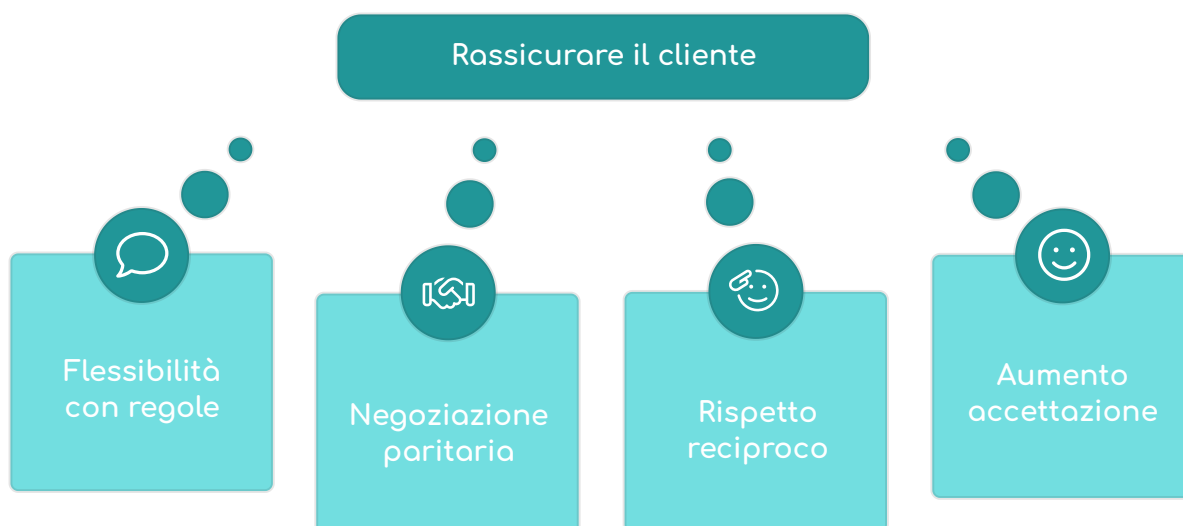 Rassicurare il cliente
Flessibilità
con regole
Negoziazione
paritaria
Rispetto
reciproco
Aumento
accettazione